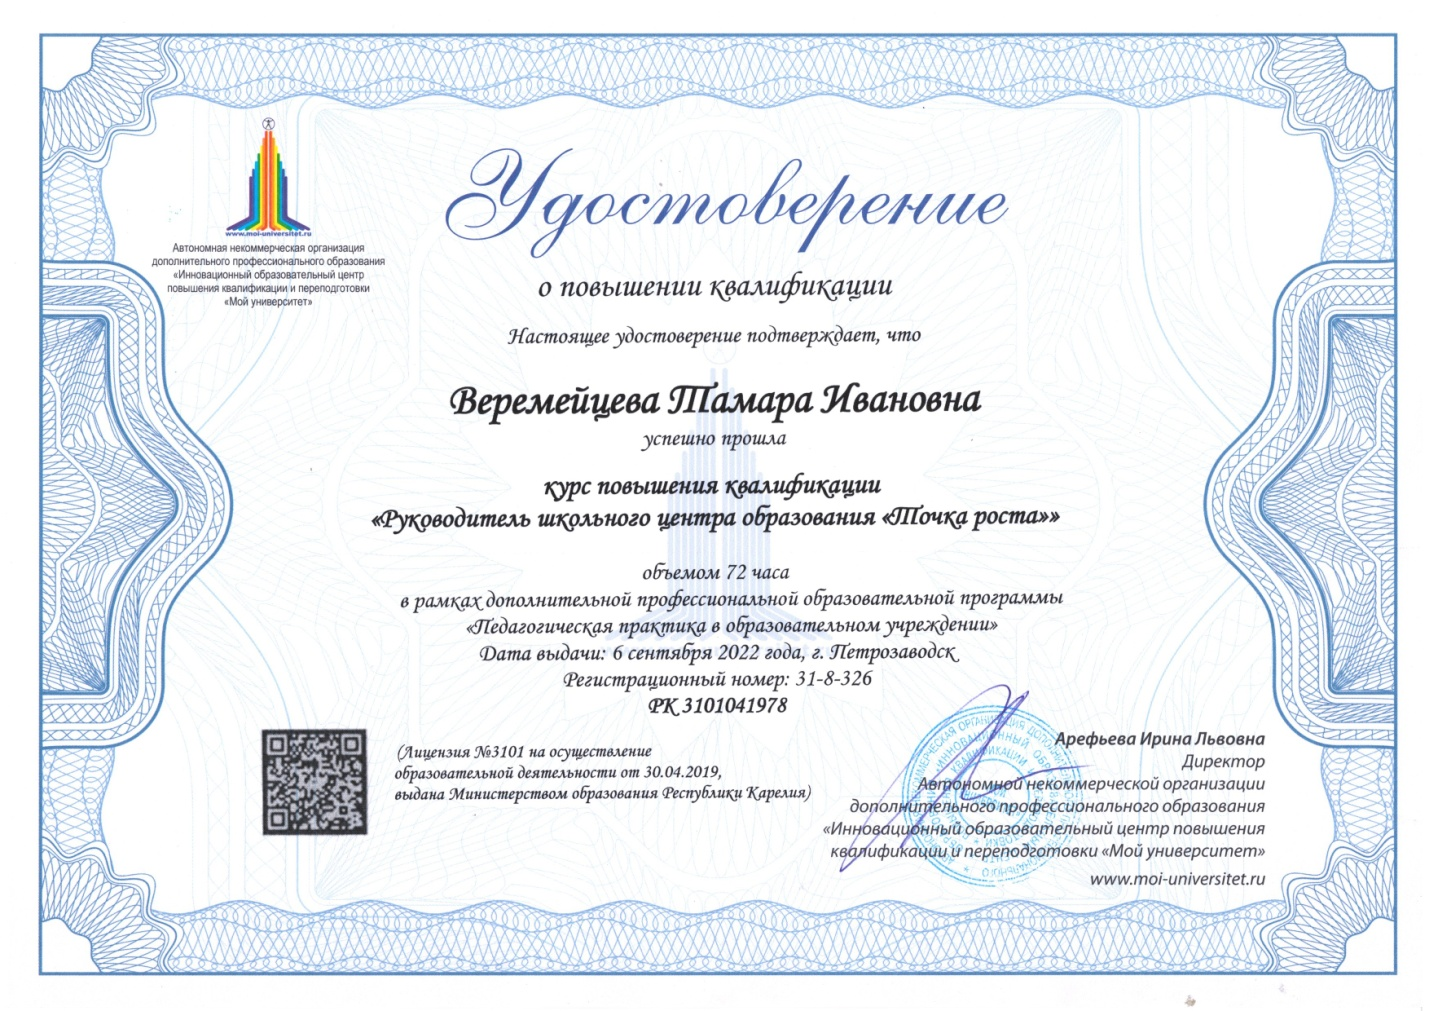 www.moi-universitet.ru
Автономная некоммерческая организация
дополнительного профессионального образования
«Инновационный образовательный центр
повышения квалификации и переподготовки
«Мой университет»
Удостоверение
о повышении квалификации
Настоящее удостоверение подтверждает, что
Веремейцева Тамара Ивановна
успешно прошла
курс повышения квалификации
«Руководитель школьного центра образования «Точка роста»»
объемом 72 часа
в рамках дополнительной профессиональной образовательной программы
«Педагогическая практика в образовательном учреждении»
Дата выдачи: 6 сентября 2022 года, г. Петрозаводск
Регистрационный номер: 31-8-326
РК 3101041978
(Лицензия №3101 на осуществление
образовательной деятельности от 30.04.2019,
выдана Министерством образования Республики Карелия)
Арефьева Ирина Львовна
Директор
Автономной некоммерческой организации
дополнительного профессионального образования
«Инновационный образовательный центр повышения
квалификации и переподготовки «Мой университет»
www.moi-universitet.ru